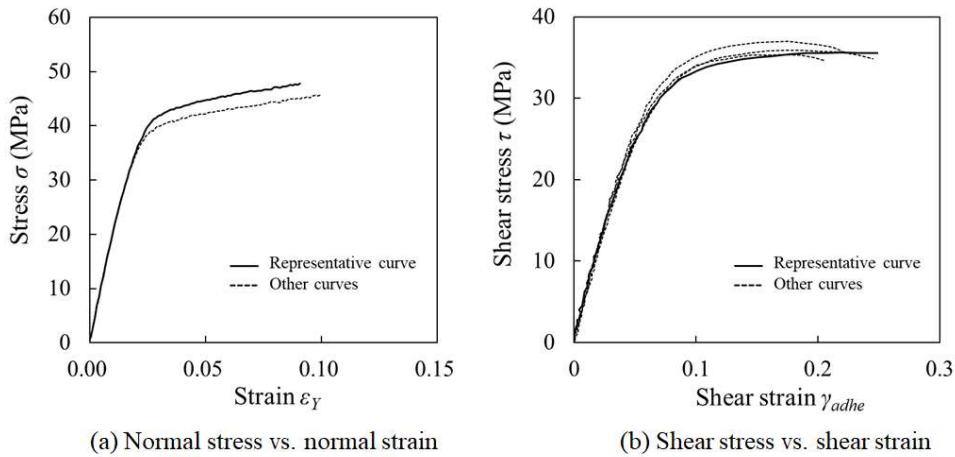 60
50
40
30
20
10
0
Stress σ (MPa)
Representative curve
Other curves
0.00 0.05 0.10 0.15
Strain εY
(a) Normal stress vs. normal strain
40
30
20
10
0
Shear stress τ (MPa)
Representative curve
Other curves
0 0.1 0.2 0.3
Shear strain γadhe
(b) Shear stress vs. shear strain